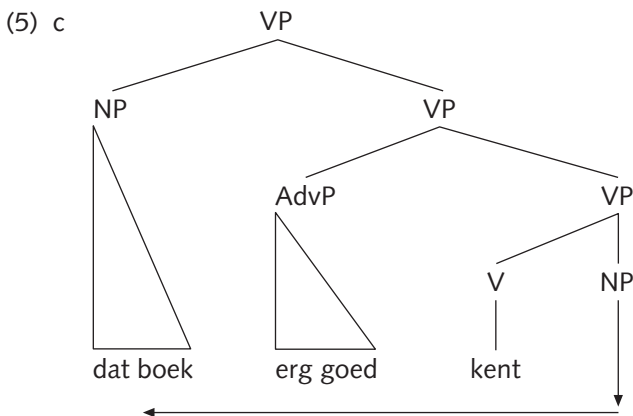 (5) c VP
NP VP
AdvP VP
V NP
dat boek erg goed kent